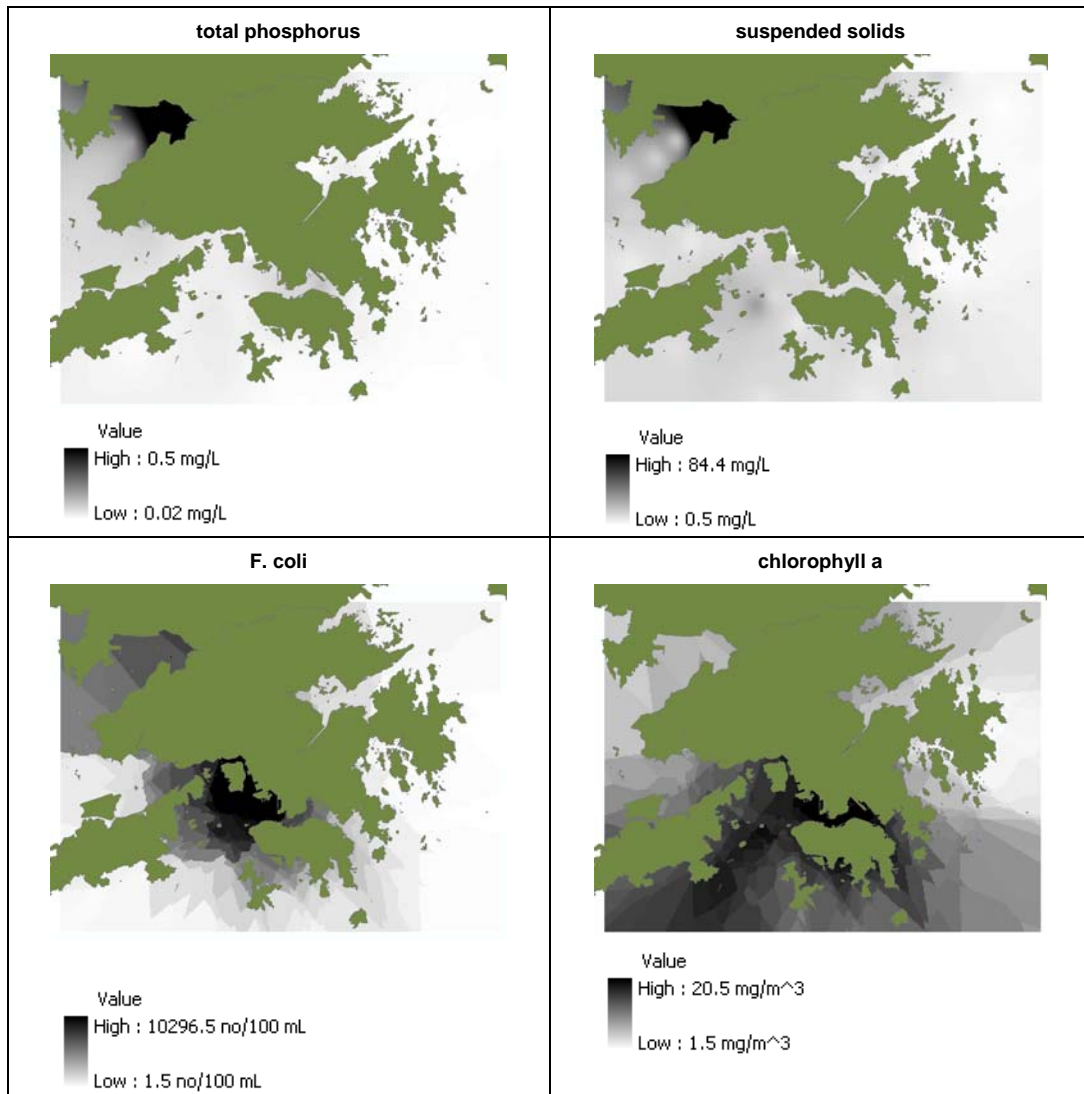 total phosphorus
Value
High : 0.5 mg/L
Low : 0.02 mg/L
suspended solids
Value
High : 84.4 mg/L
Low : 0.5 mg/L
F. coli
Value
High : 10296.5 no/100 mL
Low : 1.5 no/100 mL
chlorophyll a
Value
High : 20.5 mg/m^3
Low : 1.5 mg/m^3